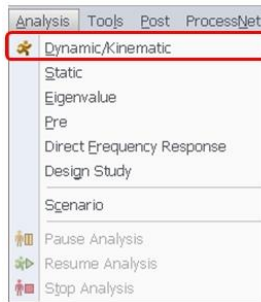 Analysis Tools Post ProcessNet
Dynamic/Kinematic
Static
Eigenvalue
Pre
Direct Frequency Response
Design Study
Scenario
Pause Analysis
Resume Analysis
Stop Analysis